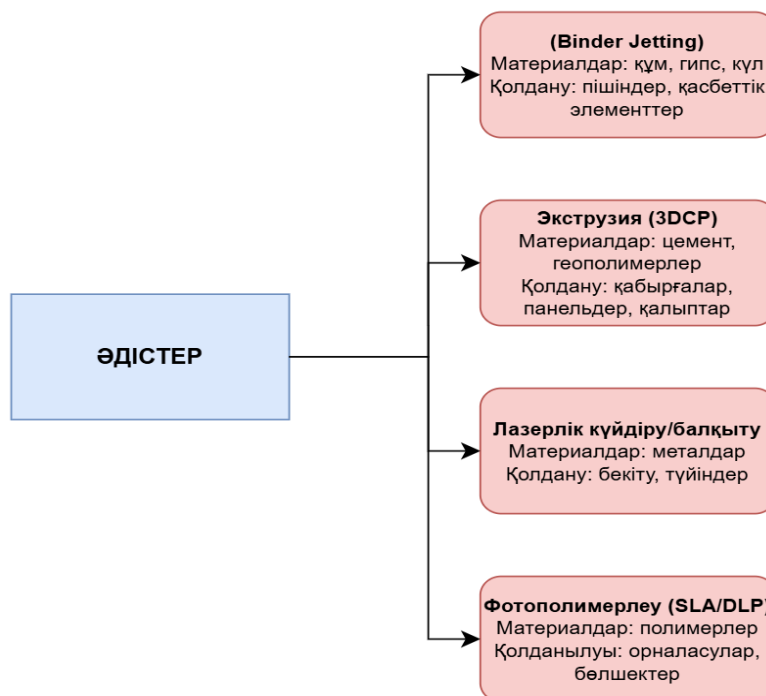 (Binder Jetting)
Материалдар: құм, гипс, күл
Қолдану: пішіндер, қасбеттік
элементтер
Экструзия (3DCP)
Материалдар: цемент,
геополимерлер
Қолдану: қабырғалар,
панельдер, қалыптар
ӘДІСТЕР
Лазерлік күйдіру/балқыту
Материалдар: металдар
Қолдану: бекіту, түйіндер
Фотополимерлеу (SLA/DLP)
Материалдар: полимерлер
Қолданылуы: орналасулар,
бөлшектер